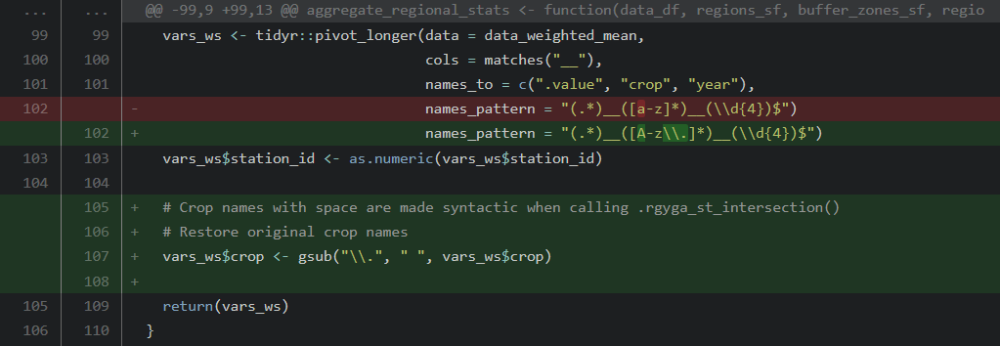 ... ... @@ -99,9 +99,13 @@ aggregate_regional_stats <- function(data_df, regions_sf, buffer_zones_sf, regio
99 99 vars_ws <- tidyr::pivot_longer(data = data_weighted_mean,
100 100 cols = matches("__"),
101 101 names_to = c(".value", "crop", "year"),
102 - names_pattern = "(.*)__([a-z]*)__(\\d{4})$")
102 + names_pattern = "(.*)__([A-z\\.]*)__(\\d{4})$")
103 103 vars_ws$station_id <- as.numeric(vars_ws$station_id)
104 104
105 + # Crop names with space are made syntactic when calling .rgyga_st_intersection()
106 + # Restore original crop names
107 + vars_ws$crop <- gsub("\\.", " ", vars_ws$crop)
108 +
105 109 return(vars_ws)
106 110 }